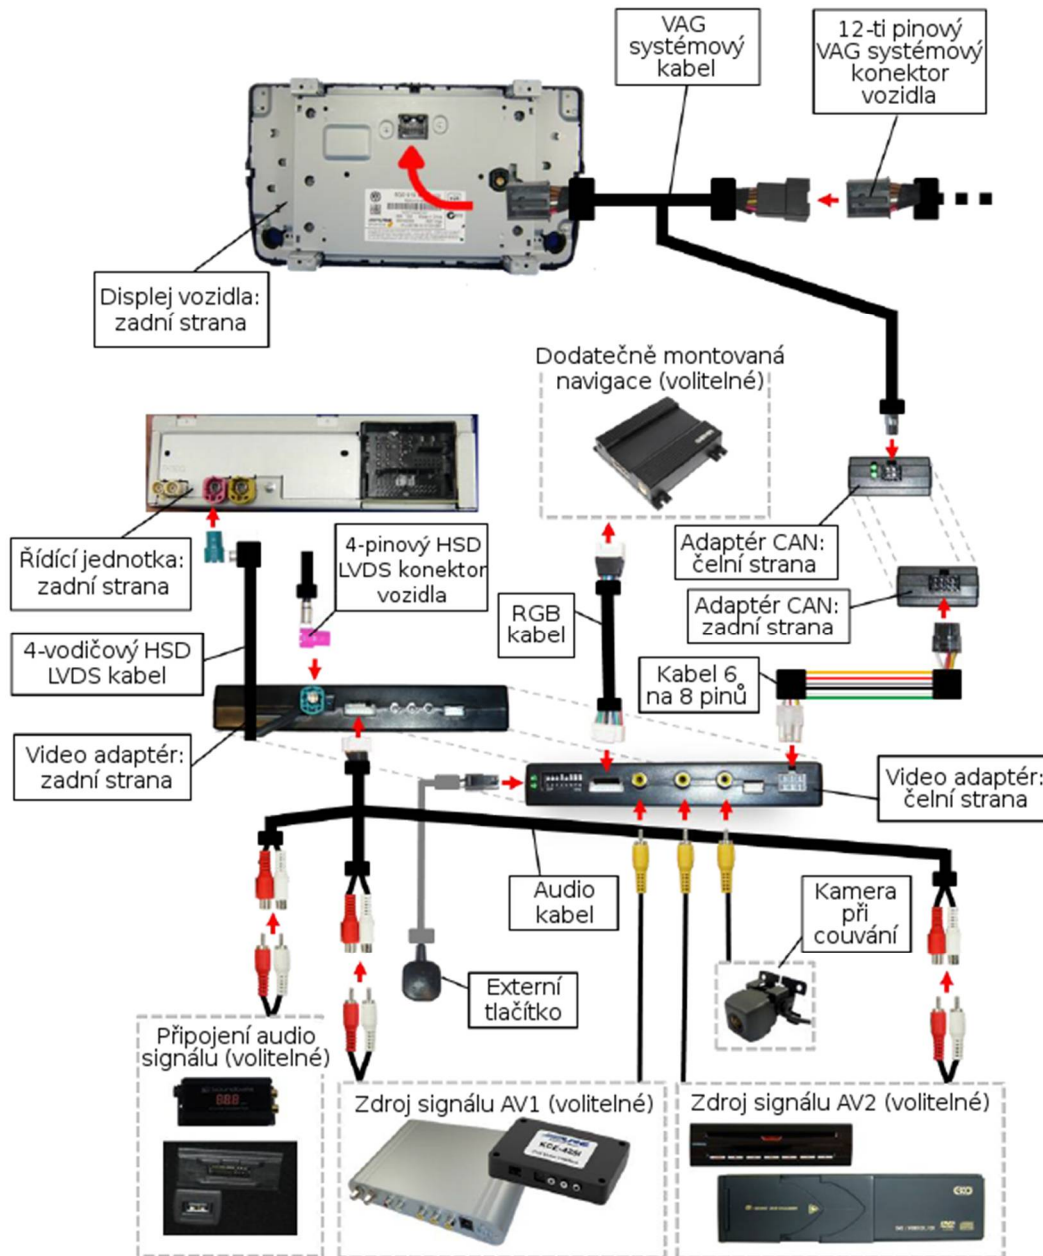 VAG
systémový
kabel
12-ti pinový
VAG systémový
konektor
vozidla
Displej vozidla:
zadní strana
Dodatečně montovaná
navigace (volitelné)
Řídící jednotka:
zadní strana
4-pinový HSD
LVDS konektor
vozidla
Adaptér CAN:
čelní strana
RGB
kabel
Adaptér CAN:
zadní strana
4-vodičový HSD
LVDS kabel
Kabel 6
na 8 pinů
Video adaptér:
zadní strana
Video adaptér:
čelní strana
Audio
kabel
Kamera
při
couvání
Externí
tlačítko
Připojení audio
signálu (volitelné)
888
Zdroj signálu AV1 (volitelné)
Zdroj signálu AV2 (volitelné)